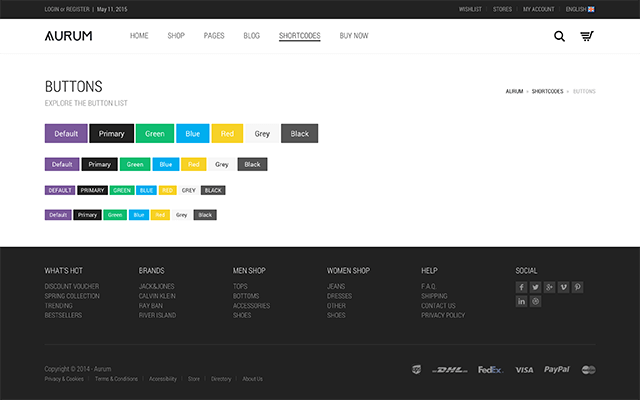 LOGIN or REGISTER | May 11, 2015 WISHLIST STORES MY ACCOUNT ENGLISH
AURUM HOME SHOP PAGES BLOG SHORTCODES BUY NOW
BUTTONS
EXPLORE THE BUTTON LIST
AURUM » SHORTCODES » BUTTONS
Default Primary Green Blue Red Grey Black
Default Primary Green Blue Red Grey Black
DEFAULT PRIMARY GREEN BLUE RED GREY BLACK
Default Primary Green Blue Red Grey Black
WHAT'S HOT
DISCOUNT VOUCHER
SPRING COLLECTION
TRENDING
BESTSELLERS
BRANDS
JACK&JONES
CALVIN KLEIN
RAY BAN
RIVER ISLAND
MEN SHOP
TOPS
BOTTOMS
ACCESSORIES
SHOES
WOMEN SHOP
JEANS
DRESSES
OTHER
SHOES
HELP
F.A.Q.
SHIPPING
CONTACT US
PRIVACY POLICY
SOCIAL
Copyright © 2014 · Aurum
Privacy & Cookies | Terms & Conditions | Accessibility | Store | Directory | About Us
DHL FedEx VISA PayPal